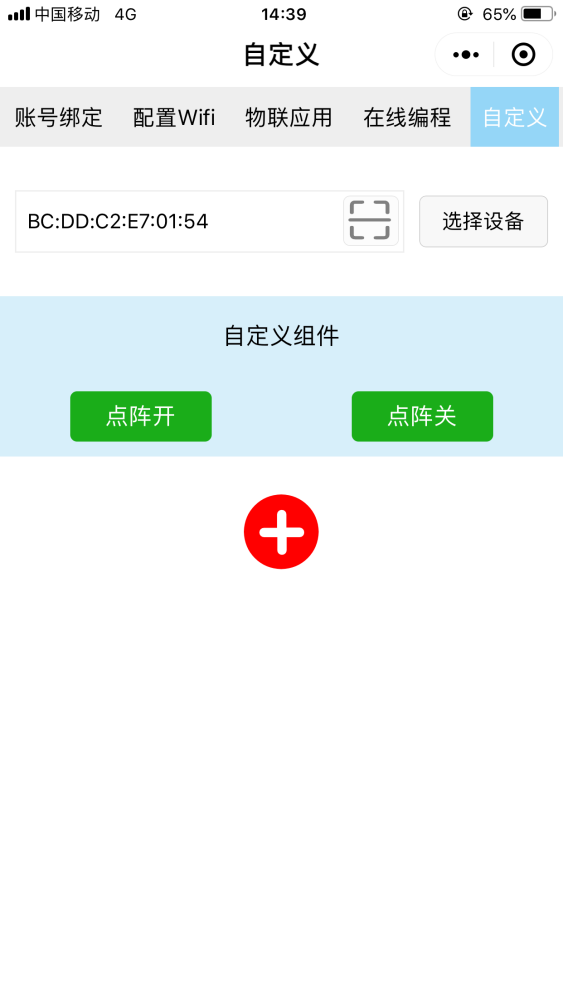 中国移动 4G 14:39 65%
自定义
账号绑定 配置Wifi 物联应用 在线编程 自定义
BC:DD:C2:E7:01:54 选择设备
自定义组件
点阵开 点阵关